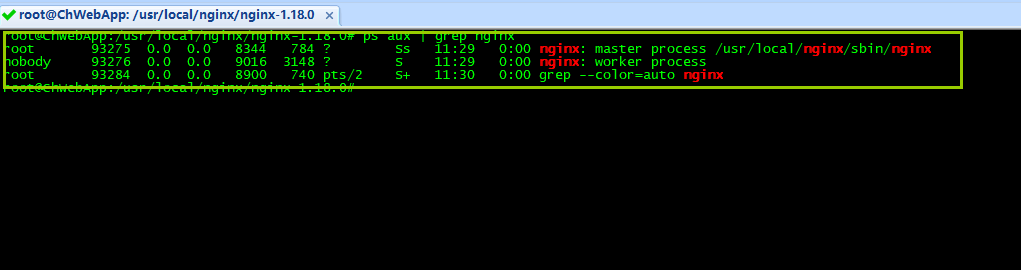 root@ChWebApp: /usr/local/nginx/nginx-1.18.0 ×
root@ChWebApp:/usr/local/nginx/nginx-1.18.0# ps aux | grep nginx
root 93275 0.0 0.0 8344 784 ? Ss 11:29 0:00 nginx: master process /usr/local/nginx/sbin/nginx
nobody 93276 0.0 0.0 9016 3148 ? S 11:29 0:00 nginx: worker process
root 93284 0.0 0.0 8900 740 pts/2 S+ 11:30 0:00 grep --color=auto nginx
root@ChWebApp:/usr/local/nginx/nginx-1.18.0#